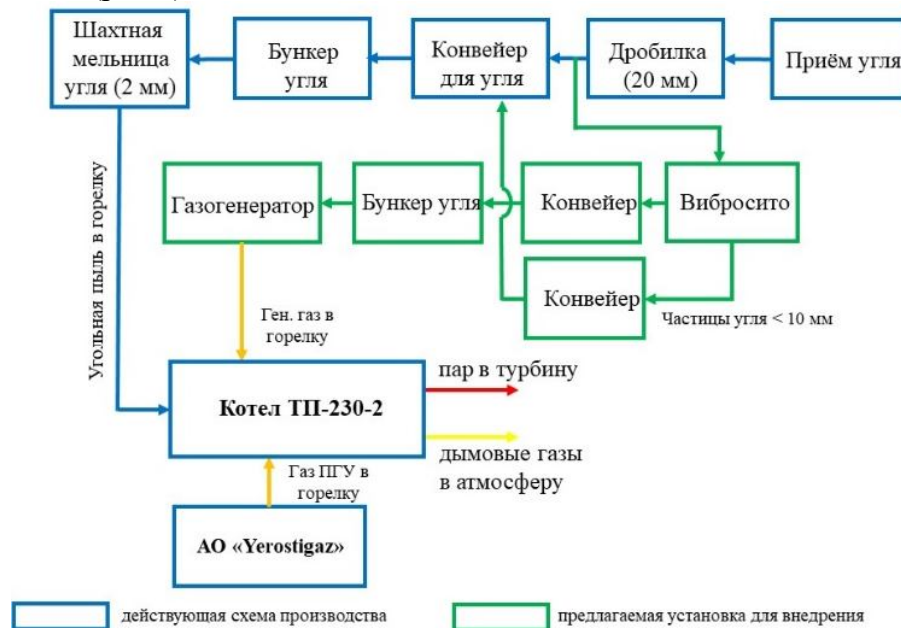 Шахтная
мельница
угля (2 мм)
Бункер
угля
Конвейер
для угля
Дробилка
(20 мм)
Приём угля
Угольная пыль в горелку
Газогенератор
Бункер угля
Конвейер
Вибросито
Конвейер
Частицы угля < 10 мм
Ген. газ в
горелку
Котел ТП-230-2
пар в турбину
дымовые газы
в атмосферу
Газ ПГУ в
горелку
АО «Yerostigaz»
действующая схема производства
предлагаемая установка для внедрения